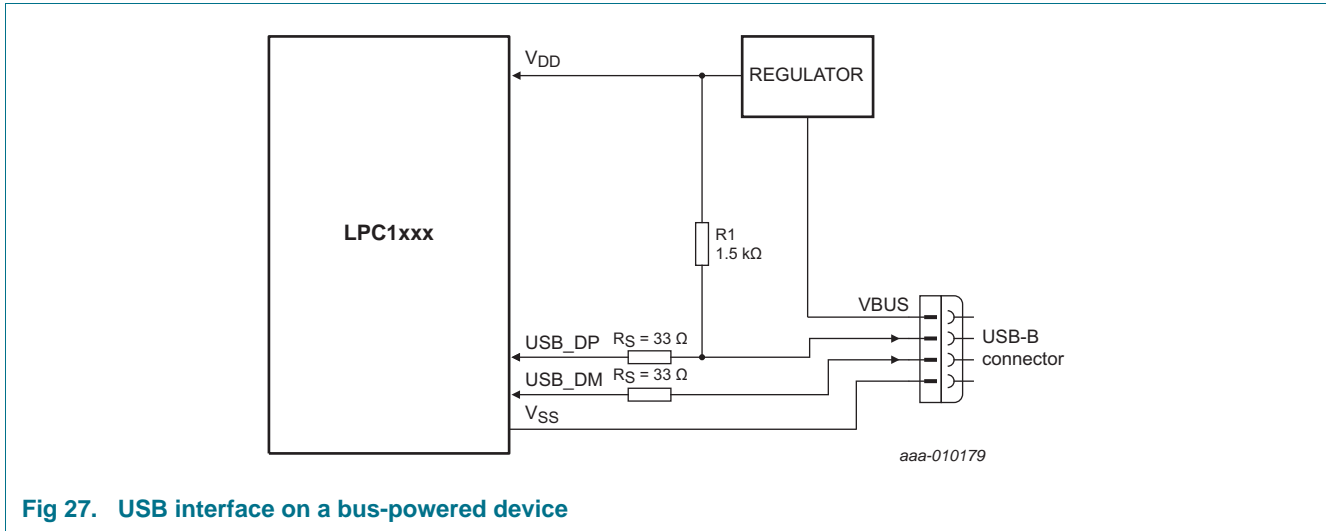 VDD
REGULATOR
LPC1xxx
R1
1.5 kΩ
VBUS
USB_DP RS = 33 Ω
USB-B
connector
USB_DM RS = 33 Ω
VSS
aaa-010179
Fig 27. USB interface on a bus-powered device